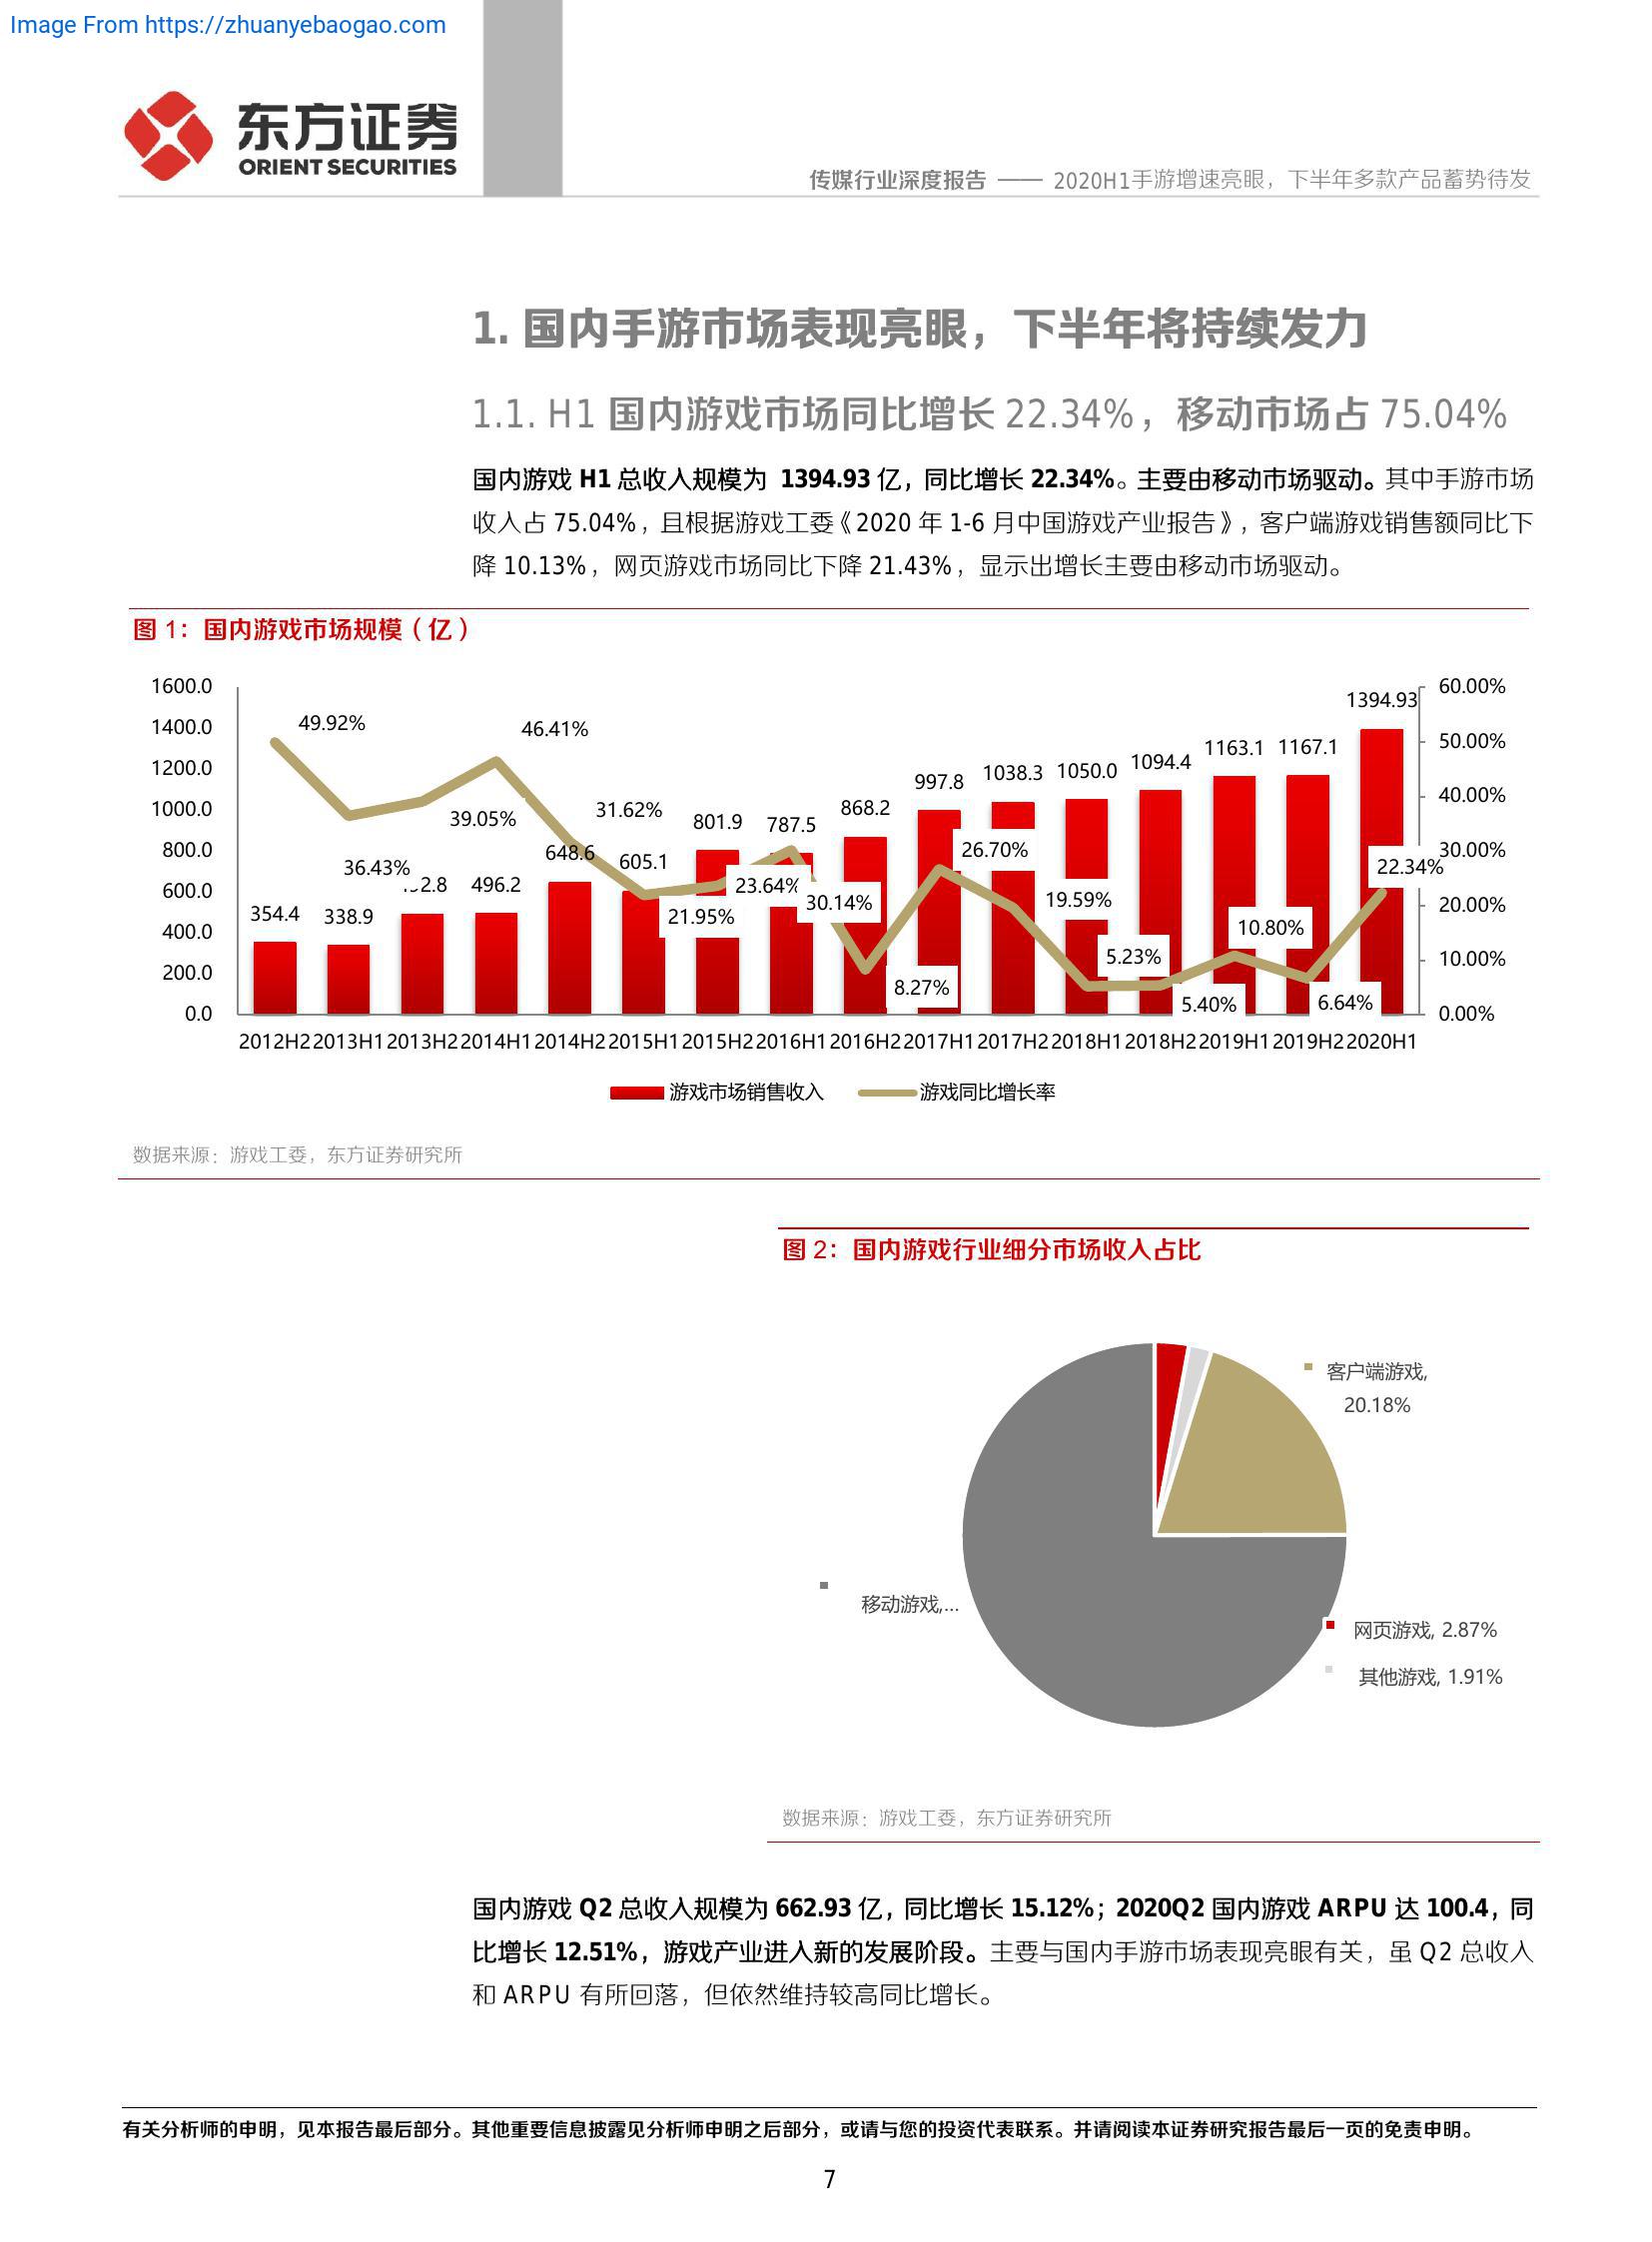 Image From https://zhuanyebaogao.com
东方证券
ORIENT SECURITIES
传媒行业深度报告 —— 2020H1手游增速亮眼，下半年多款产品蓄势待发
1. 国内手游市场表现亮眼，下半年将持续发力
1.1. H1 国内游戏市场同比增长 22.34%，移动市场占 75.04%
国内游戏 H1 总收入规模为 1394.93 亿，同比增长 22.34%。主要由移动市场驱动。其中手游市场
收入占 75.04%，且根据游戏工委《2020 年 1-6 月中国游戏产业报告》，客户端游戏销售额同比下
降 10.13%，网页游戏市场同比下降 21.43%，显示出增长主要由移动市场驱动。
图 1：国内游戏市场规模（亿）
1600.0
1400.0
1200.0
1000.0
800.0
600.0
400.0
200.0
0.0
354.4 338.9 496.2 648.6 605.1 801.9 787.5 868.2 997.8 1038.3 1050.0 1094.4 1163.1 1167.1 1394.93
49.92% 36.43% 39.05% 46.41% 31.62% 21.95% 23.64% 30.14% 8.27% 26.70% 19.59% 5.23% 5.40% 10.80% 6.64% 22.34%
60.00%
50.00%
40.00%
30.00%
20.00%
10.00%
0.00%
2012H2 2013H1 2013H2 2014H1 2014H2 2015H1 2015H2 2016H1 2016H2 2017H1 2017H2 2018H1 2018H2 2019H1 2019H2 2020H1
游戏市场销售收入 游戏同比增长率
数据来源：游戏工委，东方证券研究所
图 2：国内游戏行业细分市场收入占比
客户端游戏,
20.18%
移动游戏,...
网页游戏, 2.87%
其他游戏, 1.91%
数据来源：游戏工委，东方证券研究所
国内游戏 Q2 总收入规模为 662.93 亿，同比增长 15.12%；2020Q2 国内游戏 ARPU 达 100.4，同
比增长 12.51%，游戏产业进入新的发展阶段。主要与国内手游市场表现亮眼有关，虽 Q2 总收入
和 ARPU 有所回落，但依然维持较高同比增长。
有关分析师的申明，见本报告最后部分。其他重要信息披露见分析师申明之后部分，或请与您的投资代表联系。并请阅读本证券研究报告最后一页的免责申明。
7